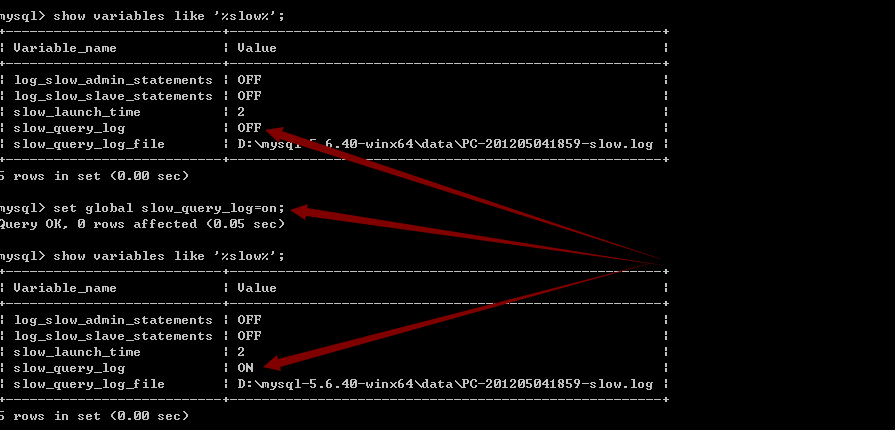 mysql> show variables like '%slow%';
+---------------------------+------------------------------------------------------+
| Variable_name | Value |
+---------------------------+------------------------------------------------------+
| log_slow_admin_statements | OFF |
| log_slow_slave_statements | OFF |
| slow_launch_time | 2 |
| slow_query_log | OFF |
| slow_query_log_file | D:\mysql-5.6.40-winx64\data\PC-201205041859-slow.log |
+---------------------------+------------------------------------------------------+
5 rows in set (0.00 sec)
mysql> set global slow_query_log=on;
Query OK, 0 rows affected (0.05 sec)
mysql> show variables like '%slow%';
+---------------------------+------------------------------------------------------+
| Variable_name | Value |
+---------------------------+------------------------------------------------------+
| log_slow_admin_statements | OFF |
| log_slow_slave_statements | OFF |
| slow_launch_time | 2 |
| slow_query_log | ON |
| slow_query_log_file | D:\mysql-5.6.40-winx64\data\PC-201205041859-slow.log |
+---------------------------+------------------------------------------------------+
5 rows in set (0.00 sec)